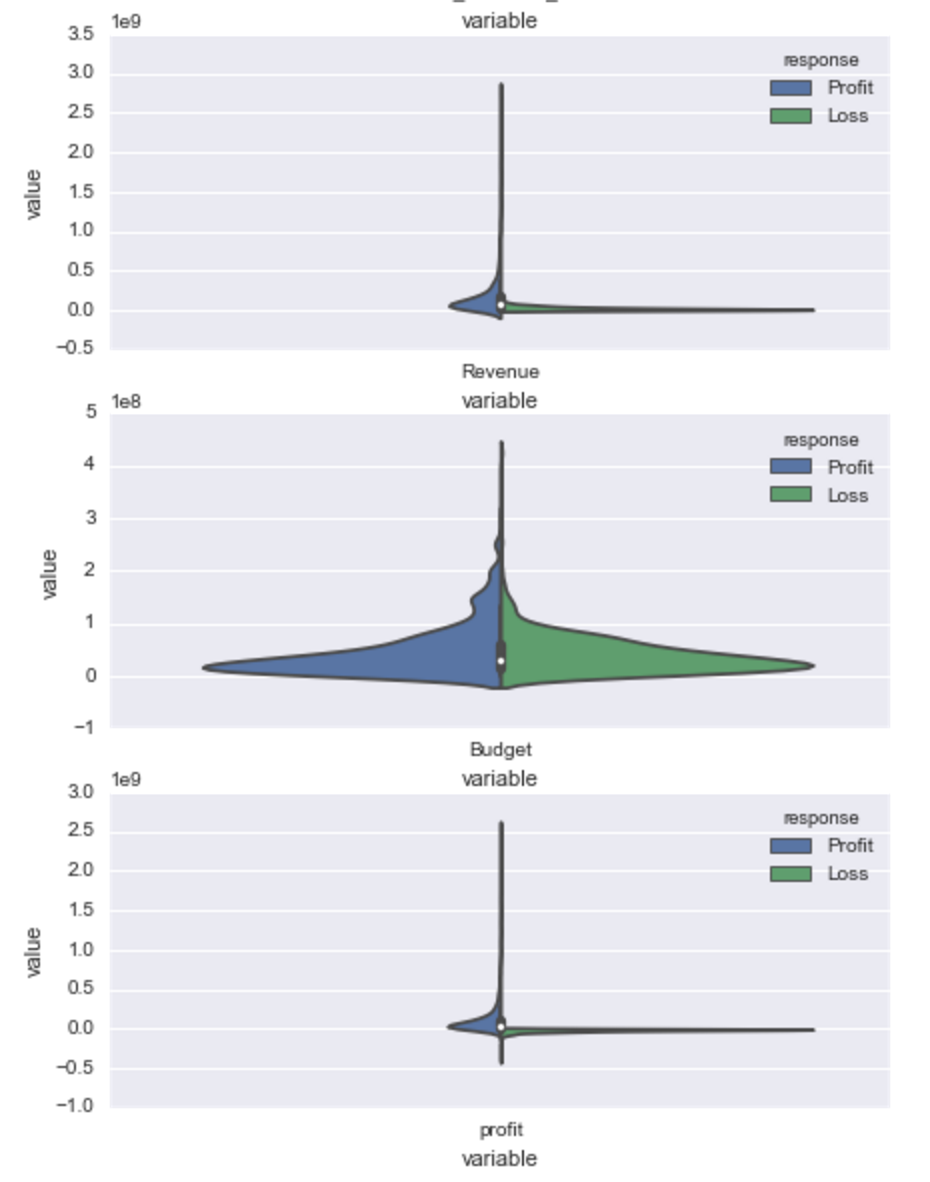 variable
1e9
3.5
3.0
2.5
2.0
1.5
1.0
0.5
0.0
−0.5
value
response
Profit
Loss
Revenue
variable
1e8
5
4
3
2
1
0
−1
value
response
Profit
Loss
Budget
variable
1e9
3.0
2.5
2.0
1.5
1.0
0.5
0.0
−0.5
−1.0
value
response
Profit
Loss
profit
variable